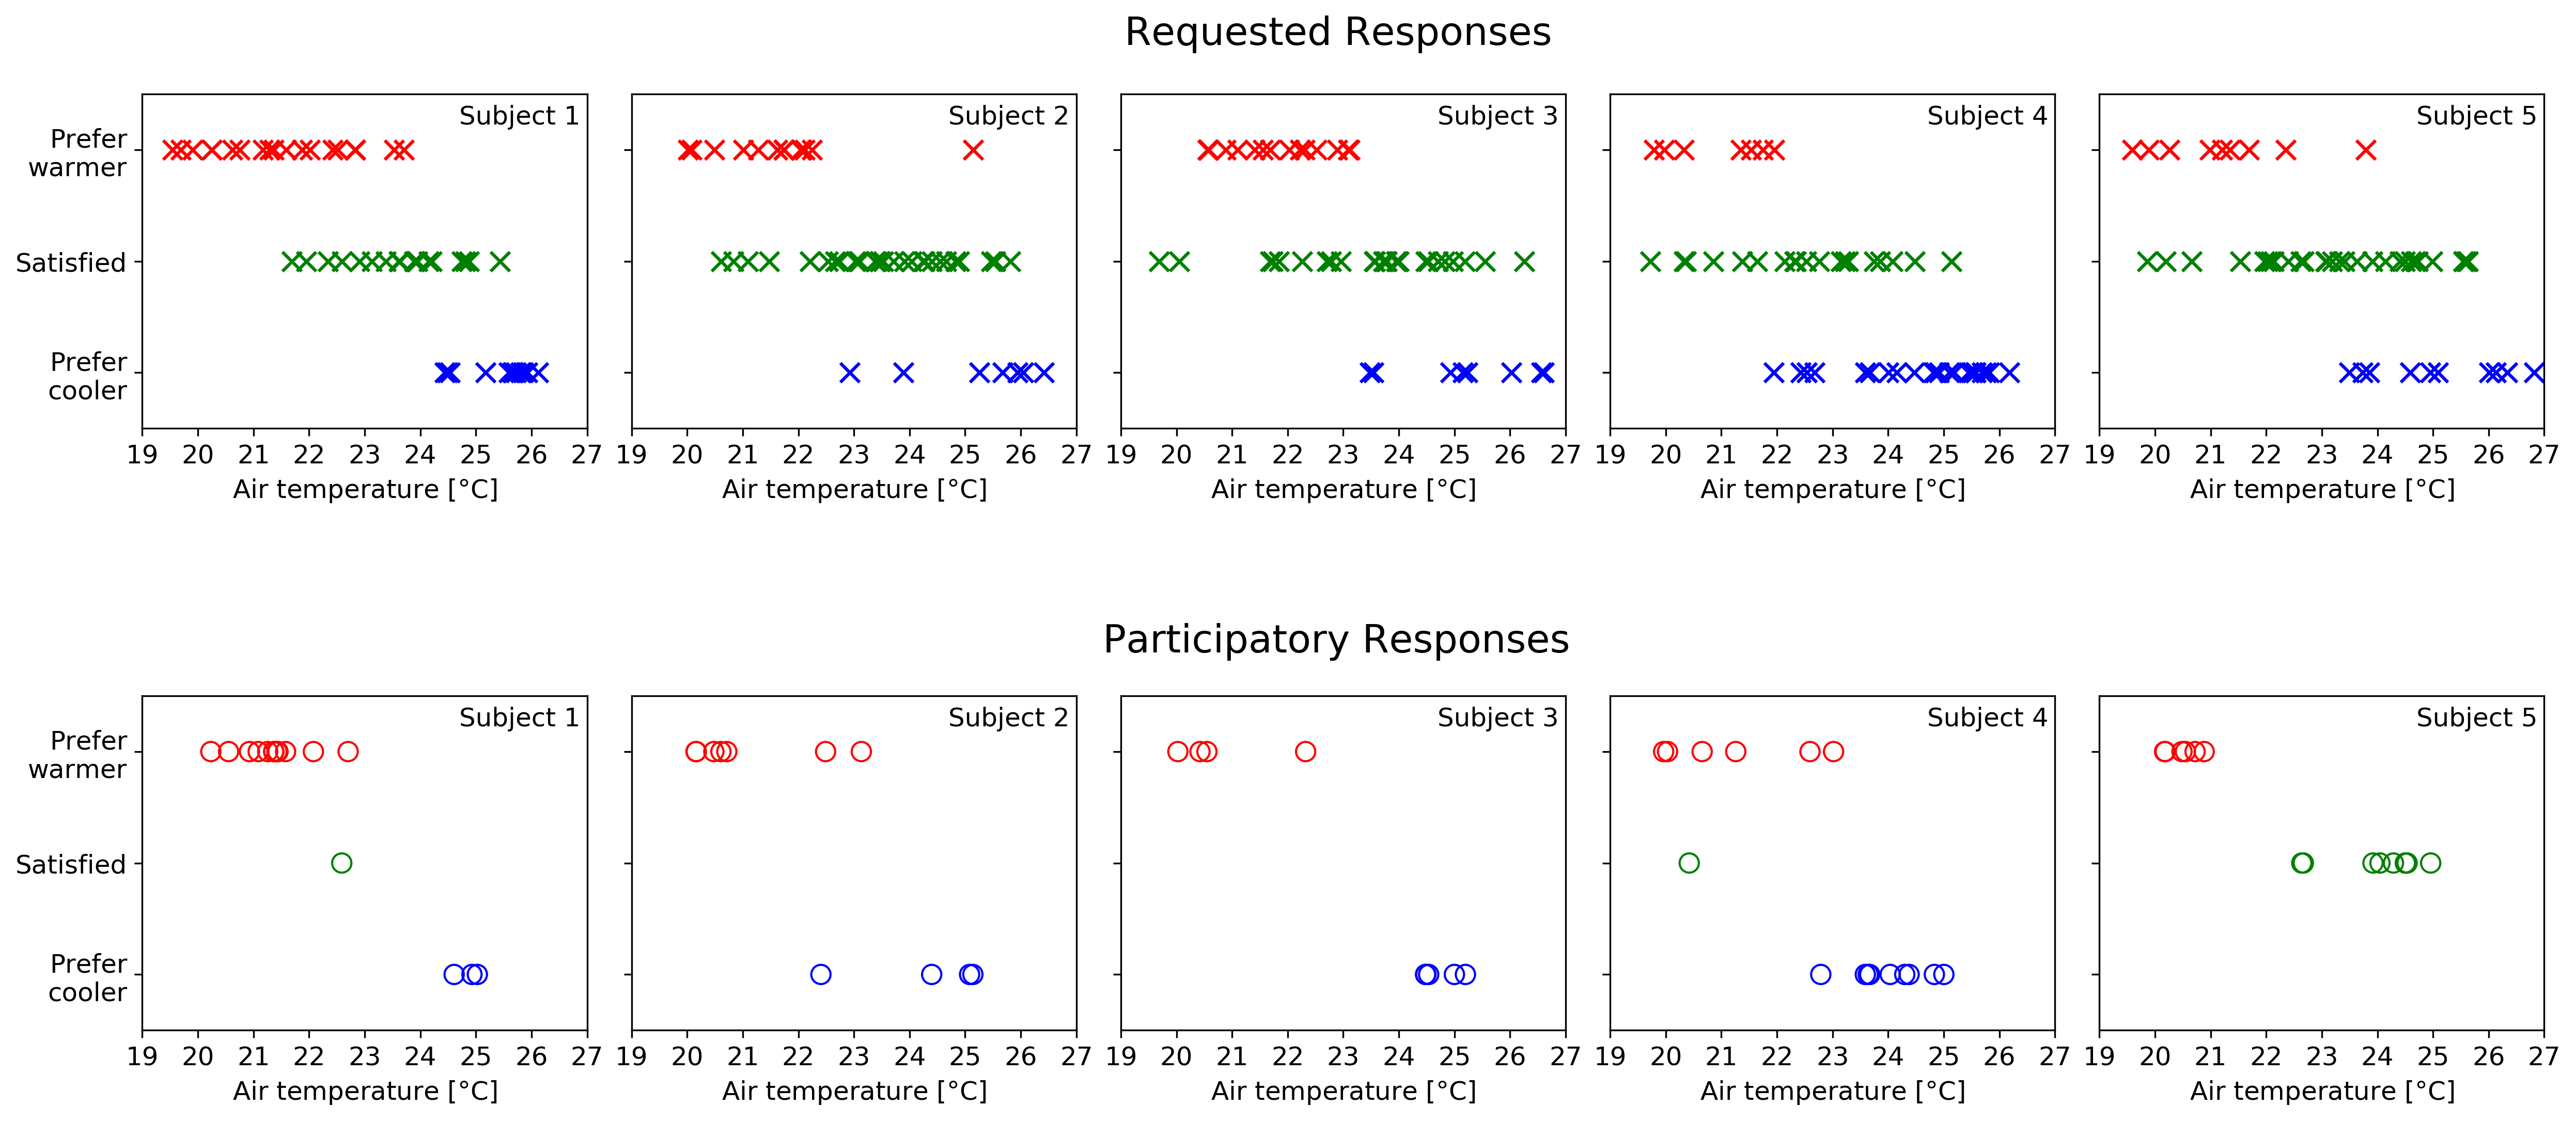 Requested Responses
Subject 1
Subject 2
Subject 3
Subject 4
Subject 5
Prefer
warmer
Satisfied
Prefer
cooler
19 20 21 22 23 24 25 26 27
19 20 21 22 23 24 25 26 27
19 20 21 22 23 24 25 26 27
19 20 21 22 23 24 25 26 27
19 20 21 22 23 24 25 26 27
Air temperature [°C]
Air temperature [°C]
Air temperature [°C]
Air temperature [°C]
Air temperature [°C]
Participatory Responses
Subject 1
Subject 2
Subject 3
Subject 4
Subject 5
Prefer
warmer
Satisfied
Prefer
cooler
19 20 21 22 23 24 25 26 27
19 20 21 22 23 24 25 26 27
19 20 21 22 23 24 25 26 27
19 20 21 22 23 24 25 26 27
19 20 21 22 23 24 25 26 27
Air temperature [°C]
Air temperature [°C]
Air temperature [°C]
Air temperature [°C]
Air temperature [°C]